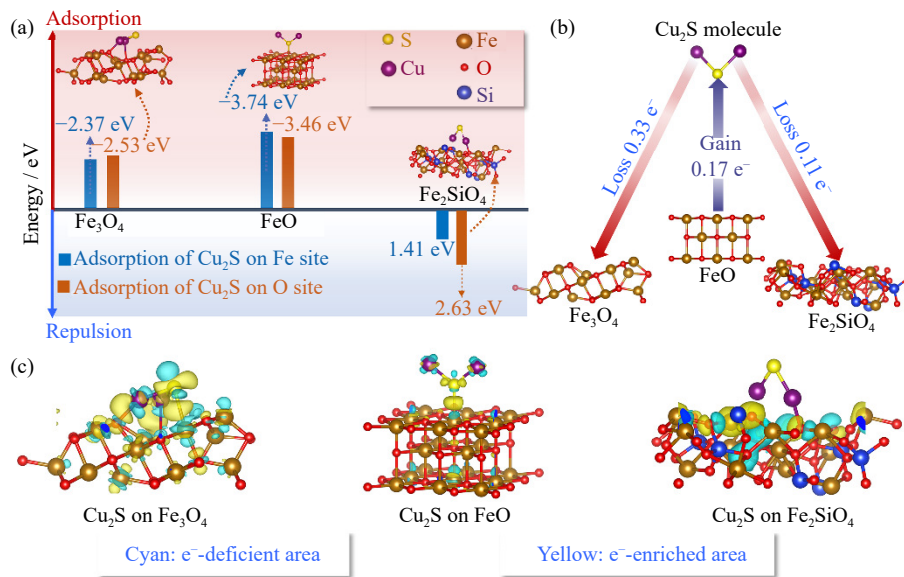 (a)
Adsorption
S
Fe
Cu
O
Si
−3.74 eV
−2.37 eV
−2.53 eV
−3.46 eV
Energy / eV
Fe₃O₄
FeO
Fe₂SiO₄
1.41 eV
Adsorption of Cu₂S on Fe site
Adsorption of Cu₂S on O site
2.63 eV
Repulsion
(b)
Cu₂S molecule
Loss 0.33 e⁻
Gain
0.17 e⁻
Loss 0.11 e⁻
FeO
Fe₃O₄
Fe₂SiO₄
(c)
Cu₂S on Fe₃O₄
Cu₂S on FeO
Cu₂S on Fe₂SiO₄
Cyan: e⁻-deficient area
Yellow: e⁻-enriched area